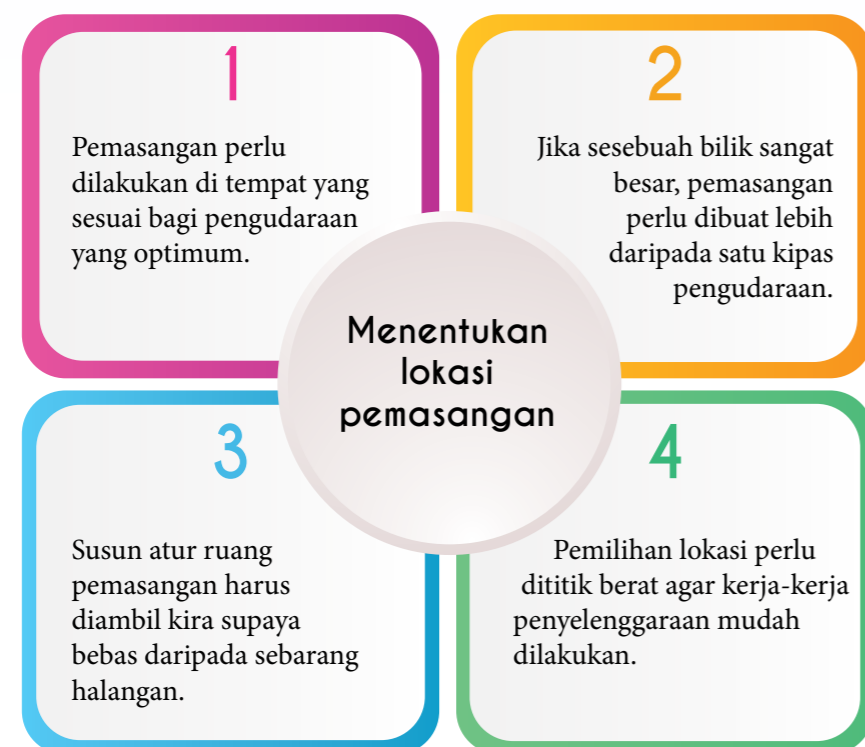 1
Pemasangan perlu
dilakukan di tempat yang
sesuai bagi pengudaraan
yang optimum.
2
Jika sesebuah bilik sangat
besar, pemasangan
perlu dibuat lebih
daripada satu kipas
pengudaraan.
Menentukan
lokasi
pemasangan
3
Susun atur ruang
pemasangan harus
diambil kira supaya
bebas daripada sebarang
halangan.
4
Pemilihan lokasi perlu
dititik berat agar kerja-kerja
penyelenggaraan mudah
dilakukan.